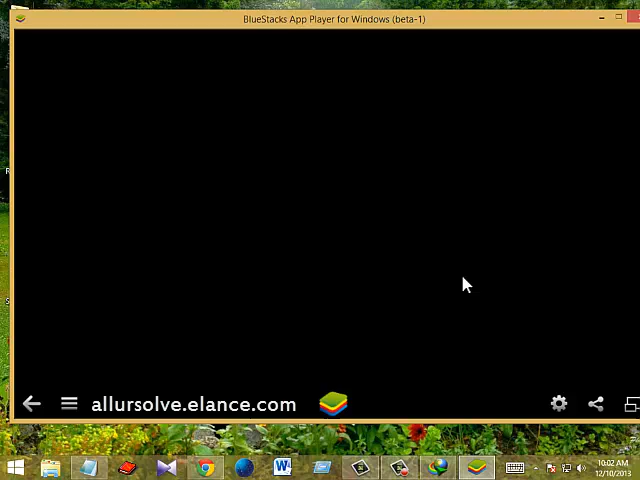 BlueStacks App Player for Windows (beta-1)
allursolve.elance.com
10:02 AM
12/10/2013